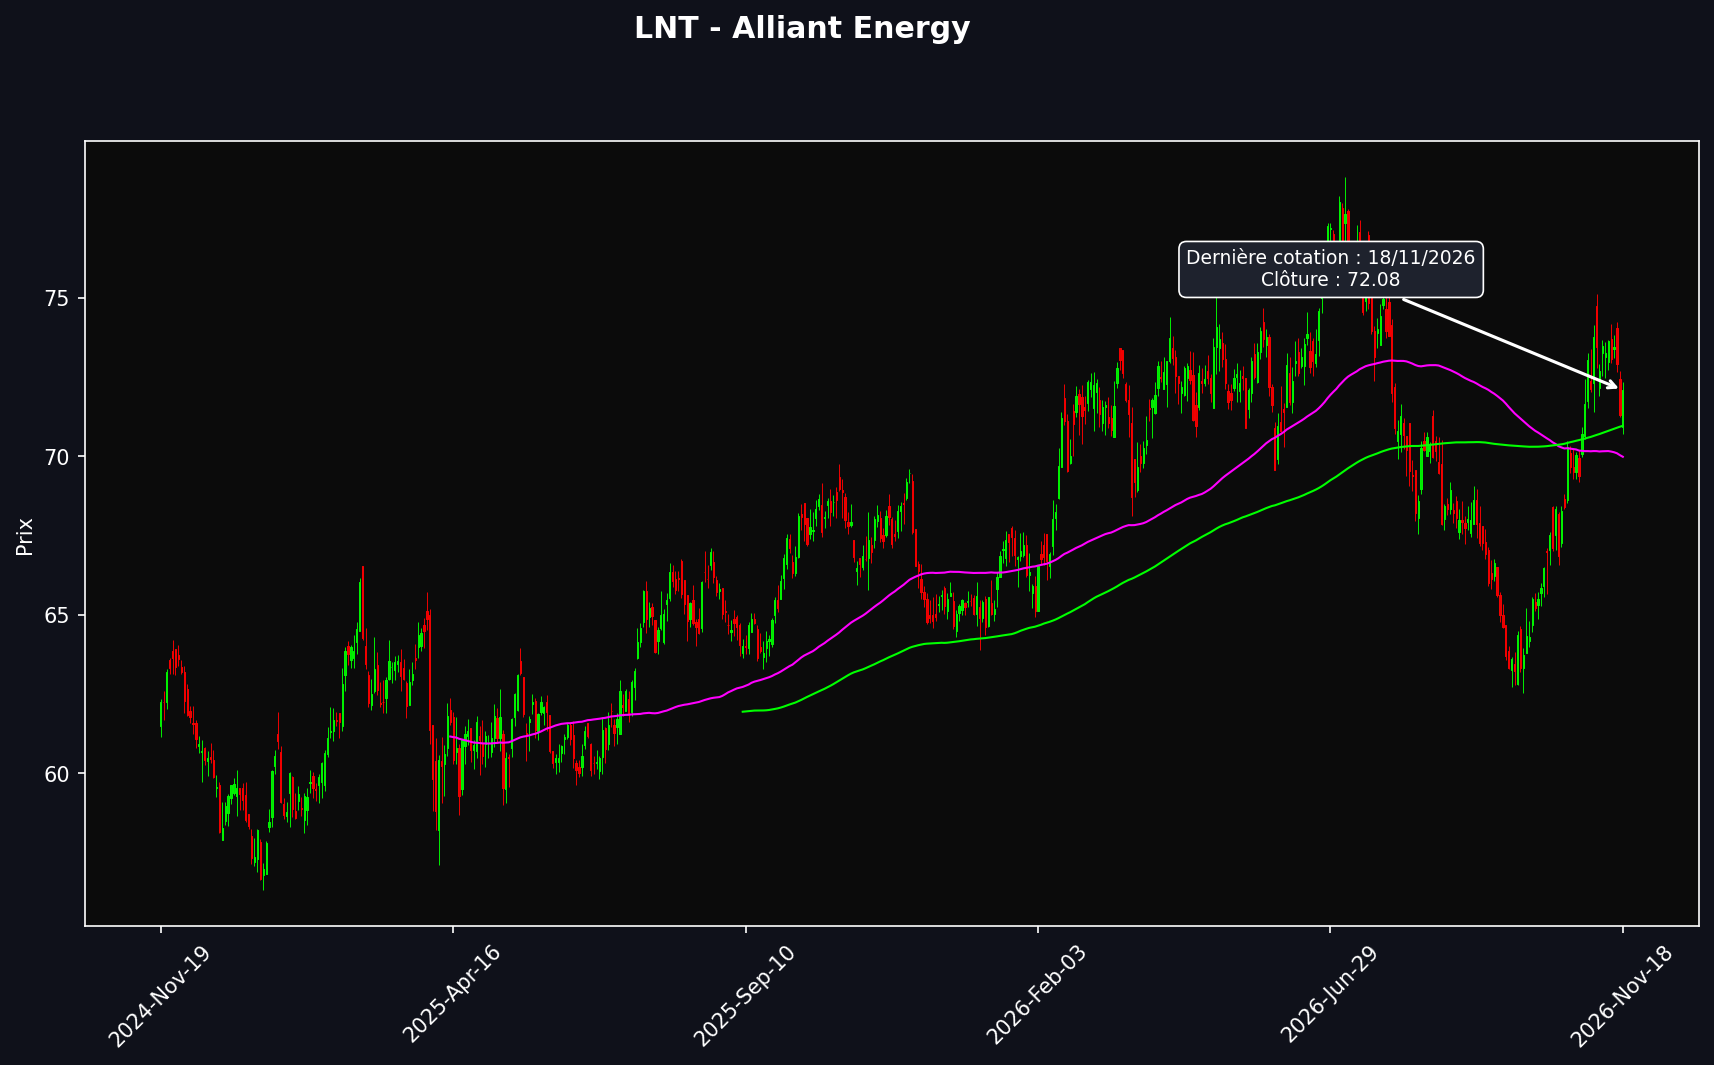 LNT - Alliant Energy
Dernière cotation : 18/11/2026
Clôture : 72.08
Prix
75
70
65
60
2024-Nov-19
2025-Apr-16
2025-Sep-10
2026-Feb-03
2026-Jun-29
2026-Nov-18